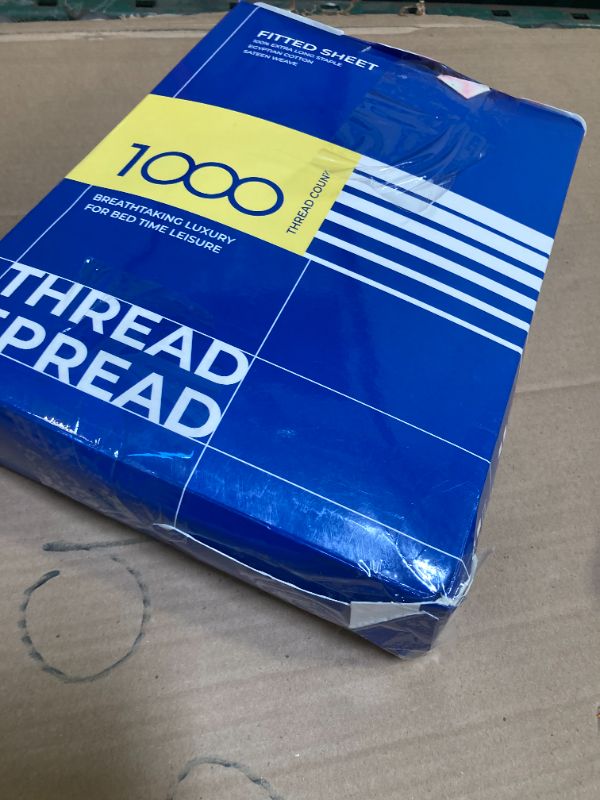 FITTED SHEET
100% EXTRA LONG STAPLE
EGYPTIAN COTTON
SATEEN WEAVE
1000
THREAD COUNT
BREATHTAKING LUXURY
FOR BED TIME LEISURE
THREAD
SPREAD